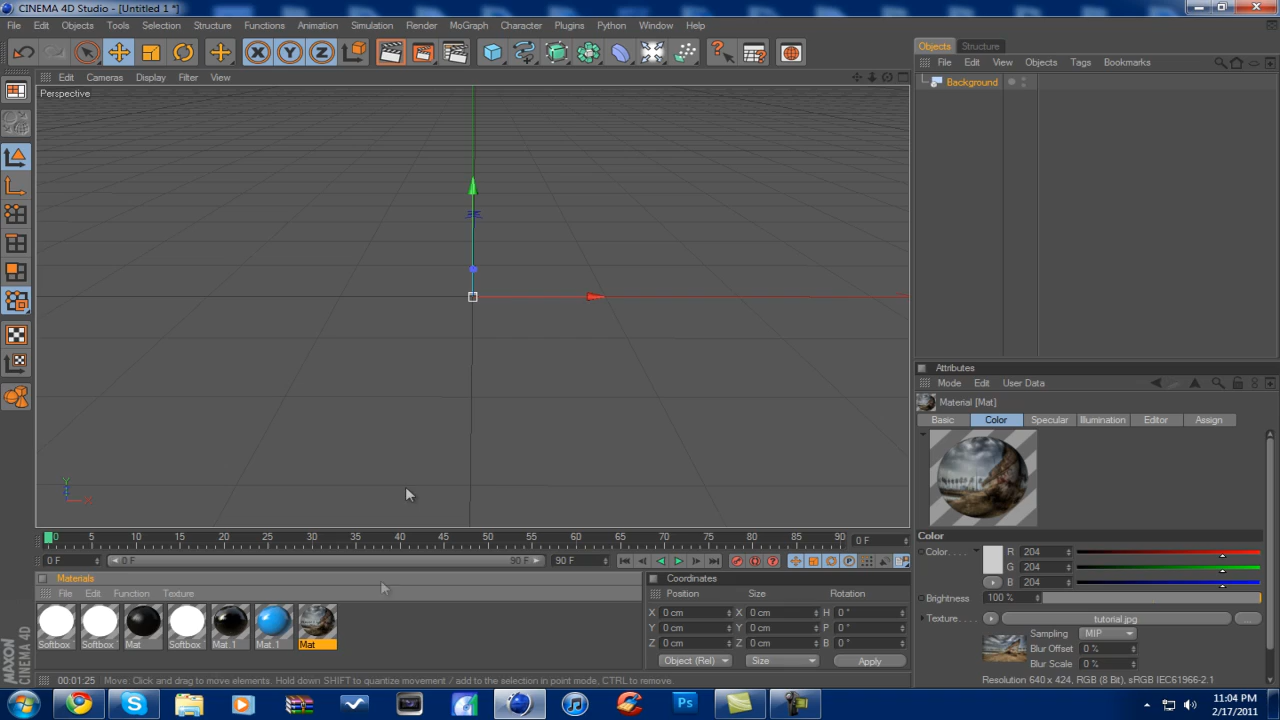 CINEMA 4D Studio - [Untitled 1 *]
File Edit Objects Tools Selection Structure Functions Animation Simulation Render MoGraph Character Plugins Python Window Help
Edit Cameras Display Filter View
Perspective
Y
X
0 5 10 15 20 25 30 35 40 45 50 55 60 65 70 75 80 85 90 0 F
0 F 0 F 90 F 90 F
Materials
File Edit Function Texture
Softbox Softbox Mat Softbox Mat.1 Mat.1 Mat
MAXON
CINEMA 4D
Coordinates
Position Size Rotation
X 0 cm X 0 cm H 0 °
Y 0 cm Y 0 cm P 0 °
Z 0 cm Z 0 cm B 0 °
Object (Rel) Size Apply
00:01:25 Move: Click and drag to move elements. Hold down SHIFT to quantize movement / add to the selection in point mode, CTRL to remove.
Objects Structure
File Edit View Objects Tags Bookmarks
Background
Attributes
Mode Edit User Data
Material [Mat]
Basic Color Specular Illumination Editor Assign
Color
Color. . . . R 204
G 204
B 204
Brightness 100 %
Texture. . . . . tutorial.jpg ...
Sampling MIP
Blur Offset 0 %
Blur Scale 0 %
Resolution 640 x 424, RGB (8 Bit), sRGB IEC61966-2.1
Ps
11:04 PM
2/17/2011